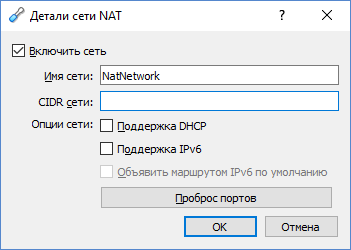 Детали сети NAT
Включить сеть
Имя сети: NatNetwork
CIDR сети:
Опции сети: Поддержка DHCP
Поддержка IPv6
Объявить маршрутом IPv6 по умолчанию
Проброс портов
OK Отмена